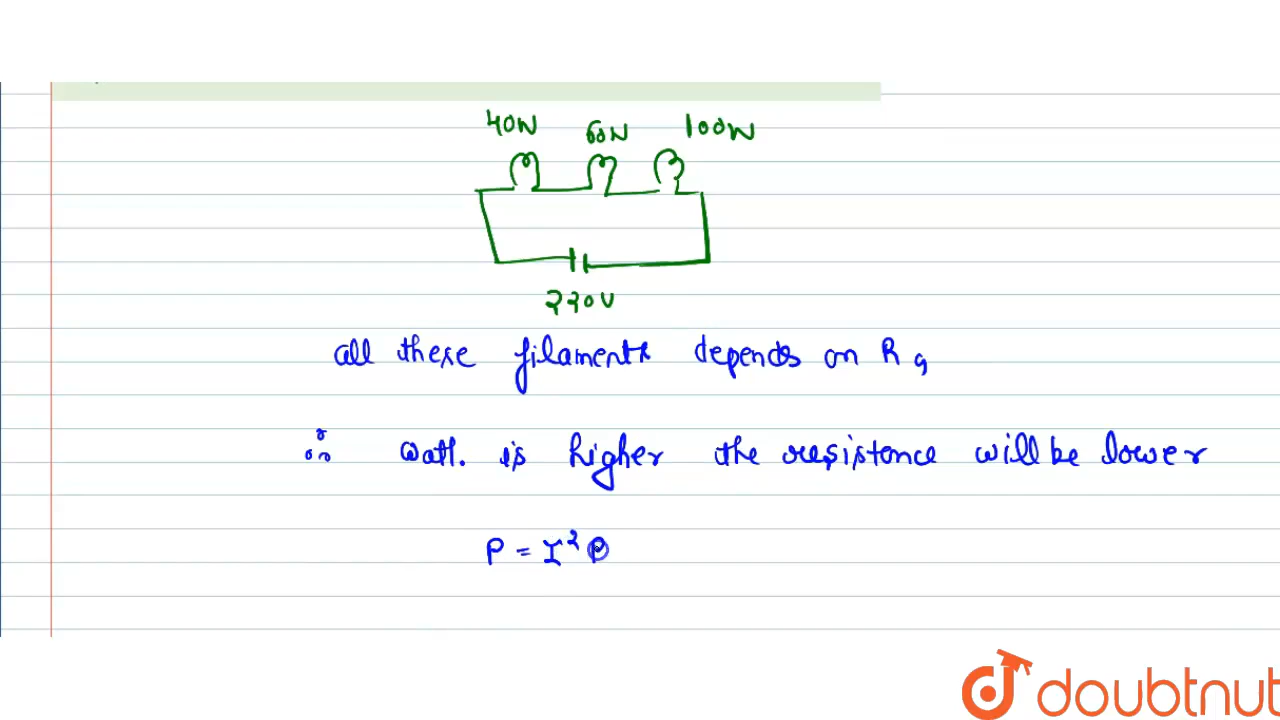 40W 60W 100W
220V
all these filaments depends on R,
∵ watt. is higher the resistance will be lower
P = I²R
doubtnut